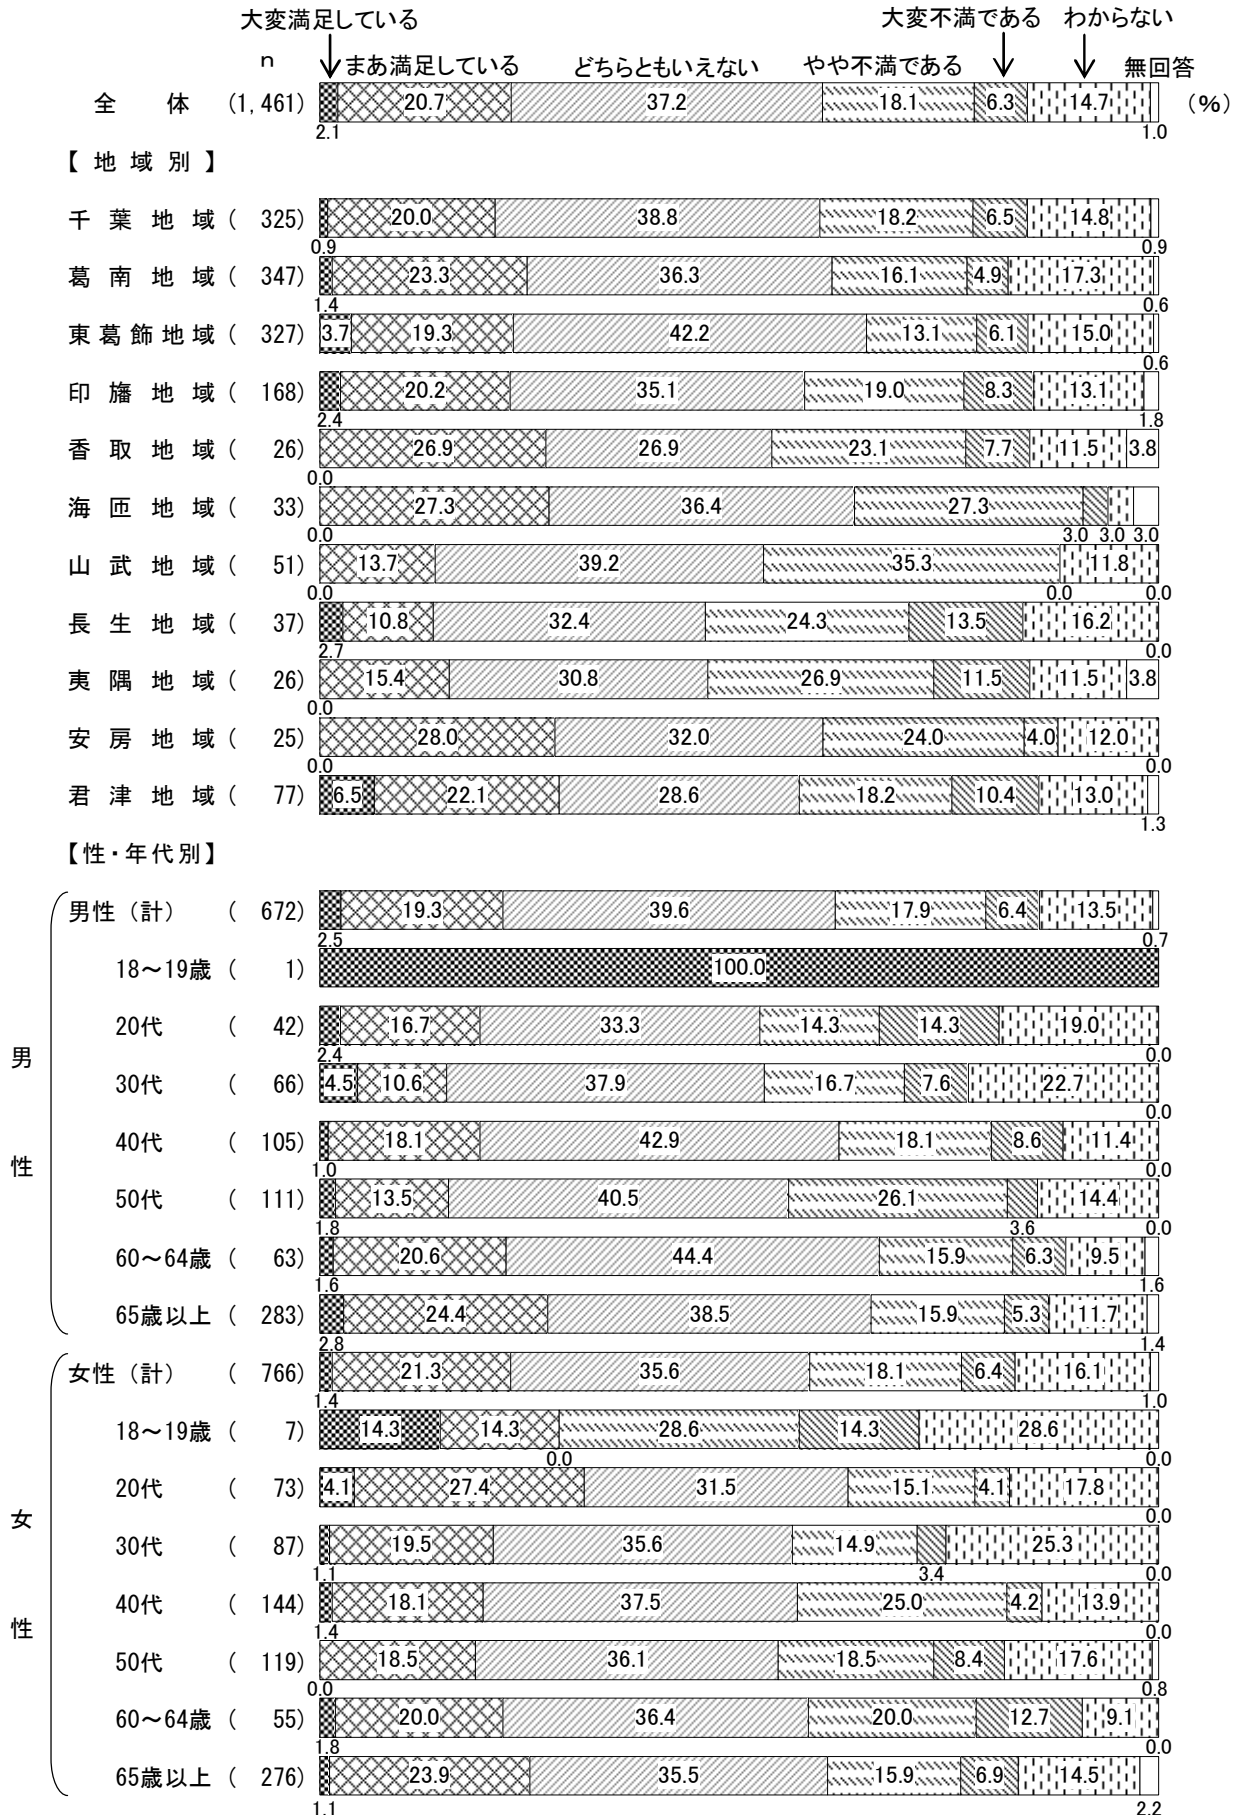 大変満足している 大変不満である わからない
n まあ満足している どちらともいえない やや不満である 無回答
全体 (1,461) 20.7 37.2 18.1 6.3 14.7 (%)
2.1 1.0
【地域別】
千葉地域( 325) 20.0 38.8 18.2 6.5 14.8
0.9 0.9
葛南地域( 347) 23.3 36.3 16.1 4.9 17.3
1.4 0.6
東葛飾地域( 327) 3.7 19.3 42.2 13.1 6.1 15.0
0.6
印旛地域( 168) 20.2 35.1 19.0 8.3 13.1
2.4 1.8
香取地域( 26) 26.9 26.9 23.1 7.7 11.5 3.8
0.0
海匝地域( 33) 27.3 36.4 27.3
0.0 3.0 3.0 3.0
山武地域( 51) 13.7 39.2 35.3 11.8
0.0 0.0 0.0
長生地域( 37) 10.8 32.4 24.3 13.5 16.2
2.7 0.0
夷隅地域( 26) 15.4 30.8 26.9 11.5 11.5 3.8
0.0
安房地域( 25) 28.0 32.0 24.0 4.0 12.0
0.0 0.0
君津地域( 77) 6.5 22.1 28.6 18.2 10.4 13.0
1.3
【性・年代別】
男性
男性(計) ( 672) 19.3 39.6 17.9 6.4 13.5
2.5 0.7
18～19歳( 1) 100.0
20代 ( 42) 16.7 33.3 14.3 14.3 19.0
2.4 0.0
30代 ( 66) 4.5 10.6 37.9 16.7 7.6 22.7
0.0
40代 ( 105) 18.1 42.9 18.1 8.6 11.4
1.0 0.0
50代 ( 111) 13.5 40.5 26.1 14.4
1.8 3.6 0.0
60～64歳( 63) 20.6 44.4 15.9 6.3 9.5
1.6 1.6
65歳以上( 283) 24.4 38.5 15.9 5.3 11.7
2.8 1.4
女性
女性(計) ( 766) 21.3 35.6 18.1 6.4 16.1
1.4 1.0
18～19歳( 7) 14.3 14.3 28.6 14.3 28.6
0.0 0.0
20代 ( 73) 4.1 27.4 31.5 15.1 4.1 17.8
0.0
30代 ( 87) 19.5 35.6 14.9 25.3
1.1 3.4 0.0
40代 ( 144) 18.1 37.5 25.0 4.2 13.9
1.4 0.0
50代 ( 119) 18.5 36.1 18.5 8.4 17.6
0.0 0.8
60～64歳( 55) 20.0 36.4 20.0 12.7 9.1
1.8 0.0
65歳以上( 276) 23.9 35.5 15.9 6.9 14.5
1.1 2.2